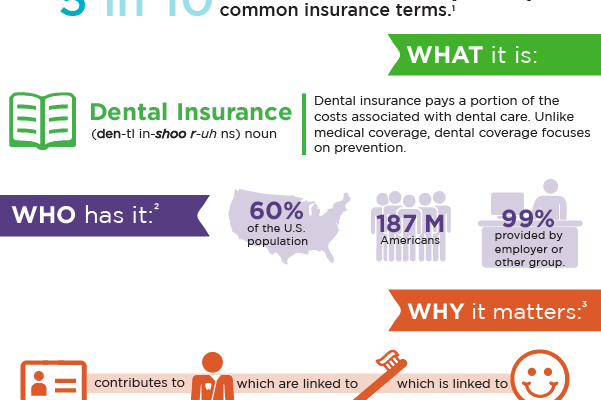 5 in 10
common insurance terms.¹
WHAT it is:
Dental Insurance
(den-tl in-shoo r-uh ns) noun
Dental insurance pays a portion of the
costs associated with dental care. Unlike
medical coverage, dental coverage focuses
on prevention.
WHO has it:²
60%
of the U.S.
population
187 M
Americans
99%
provided by
employer or
other group.
WHY it matters:³
contributes to
which are linked to
which is linked to